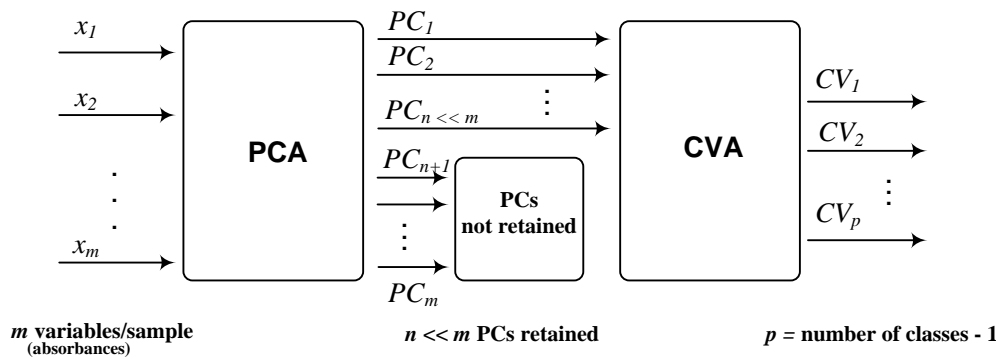 x1
x2
.
.
.
xm
PCA
PC1
PC2
⋮
PCn << m
PCn+1
PCs
not retained
⋮
PCm
CVA
CV1
CV2
⋮
CVp
m variables/sample
(absorbances)
n << m PCs retained
p = number of classes - 1